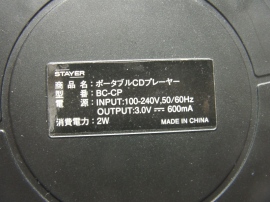 STAYER
商品名：ポータブルCDプレーヤー
型　名：BC-CP
電　源：INPUT:100-240V,50/60Hz
OUTPUT:3.0V ⎓ 600mA
消費電力：2W
MADE IN CHINA